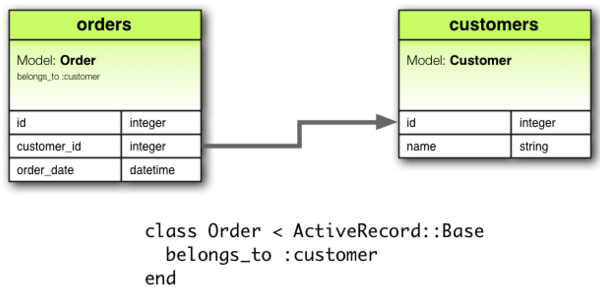 orders
Model: Order
belongs_to :customer
id integer
customer_id integer
order_date datetime
customers
Model: Customer
id integer
name string
class Order < ActiveRecord::Base
  belongs_to :customer
end